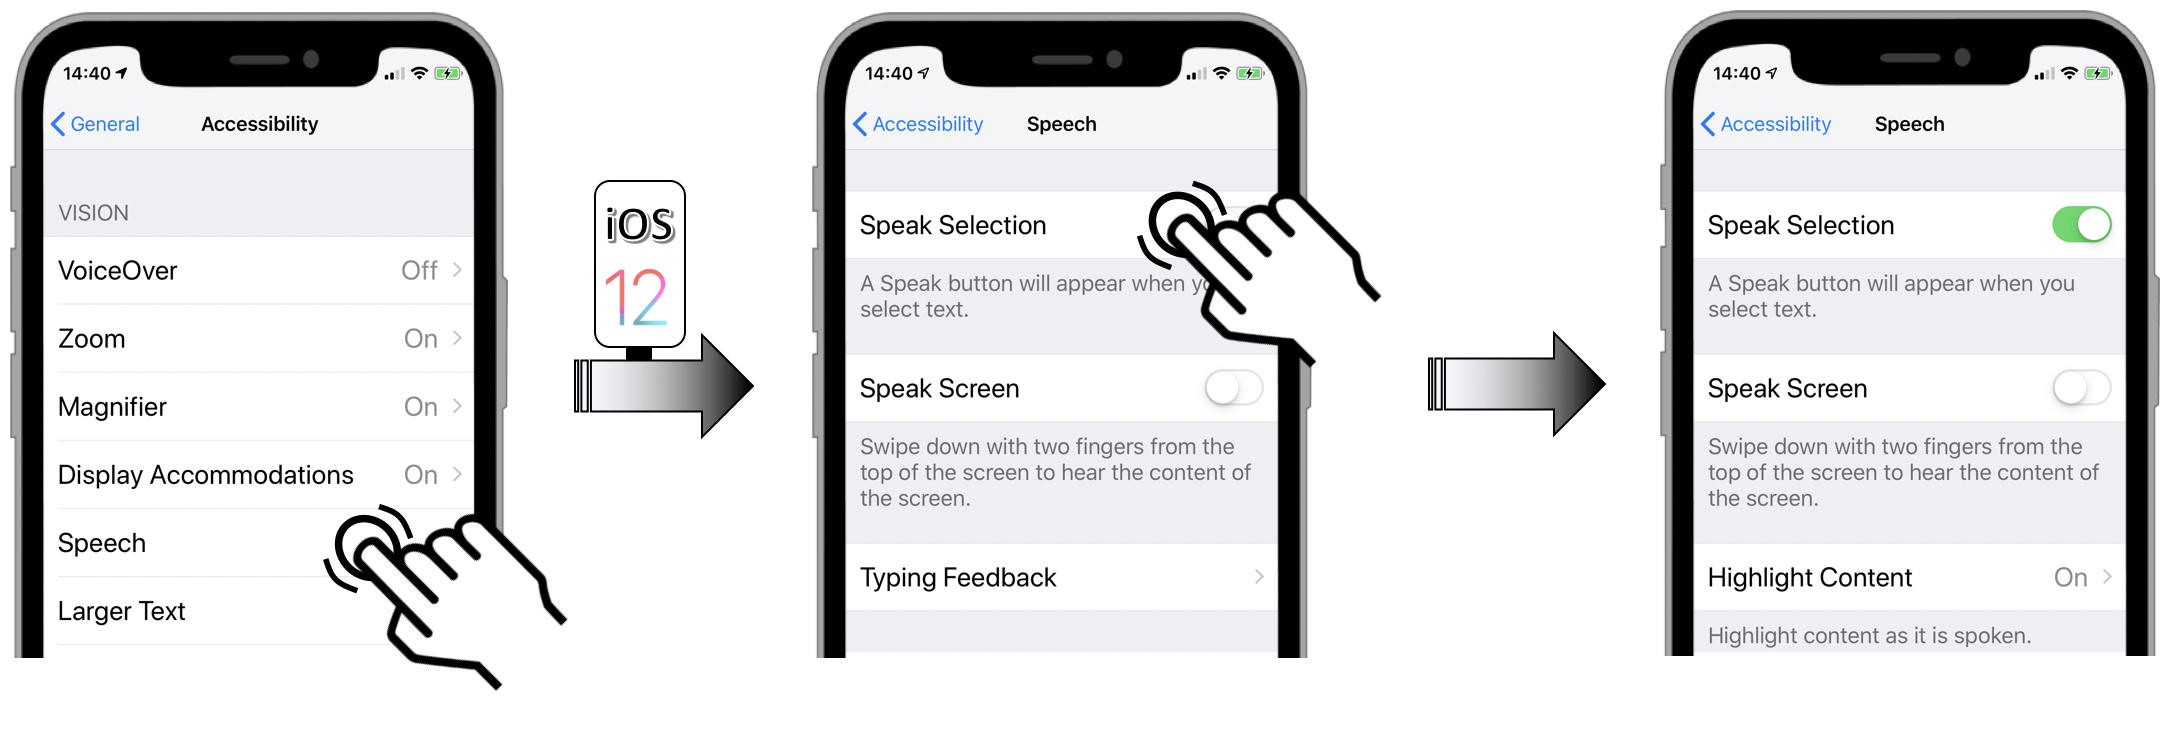 14:40
General
Accessibility
VISION
VoiceOver Off
Zoom On
Magnifier On
Display Accommodations On
Speech
Larger Text
iOS
12
14:40
Accessibility
Speech
Speak Selection
A Speak button will appear when
select text.
Speak Screen
Swipe down with two fingers from the
top of the screen to hear the content of
the screen.
Typing Feedback
14:40
Accessibility
Speech
Speak Selection
A Speak button will appear when you
select text.
Speak Screen
Swipe down with two fingers from the
top of the screen to hear the content of
the screen.
Highlight Content On
Highlight content as it is spoken.